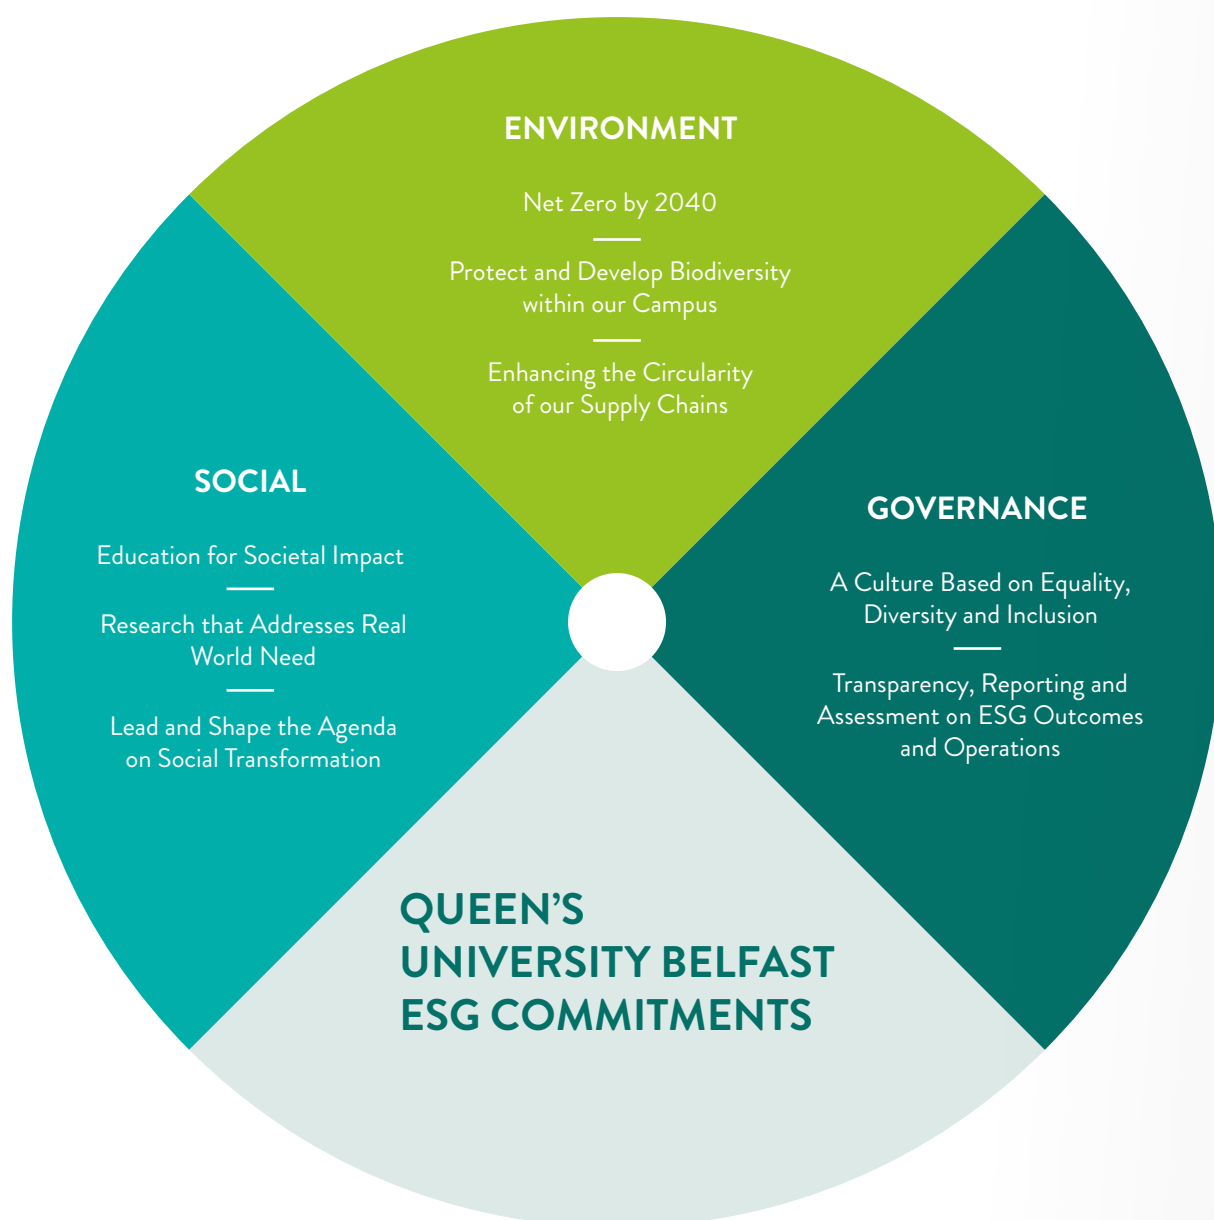 ENVIRONMENT
Net Zero by 2040
Protect and Develop Biodiversity
within our Campus
Enhancing the Circularity
of our Supply Chains
SOCIAL
Education for Societal Impact
Research that Addresses Real
World Need
Lead and Shape the Agenda
on Social Transformation
GOVERNANCE
A Culture Based on Equality,
Diversity and Inclusion
Transparency, Reporting and
Assessment on ESG Outcomes
and Operations
QUEEN’S
UNIVERSITY BELFAST
ESG COMMITMENTS